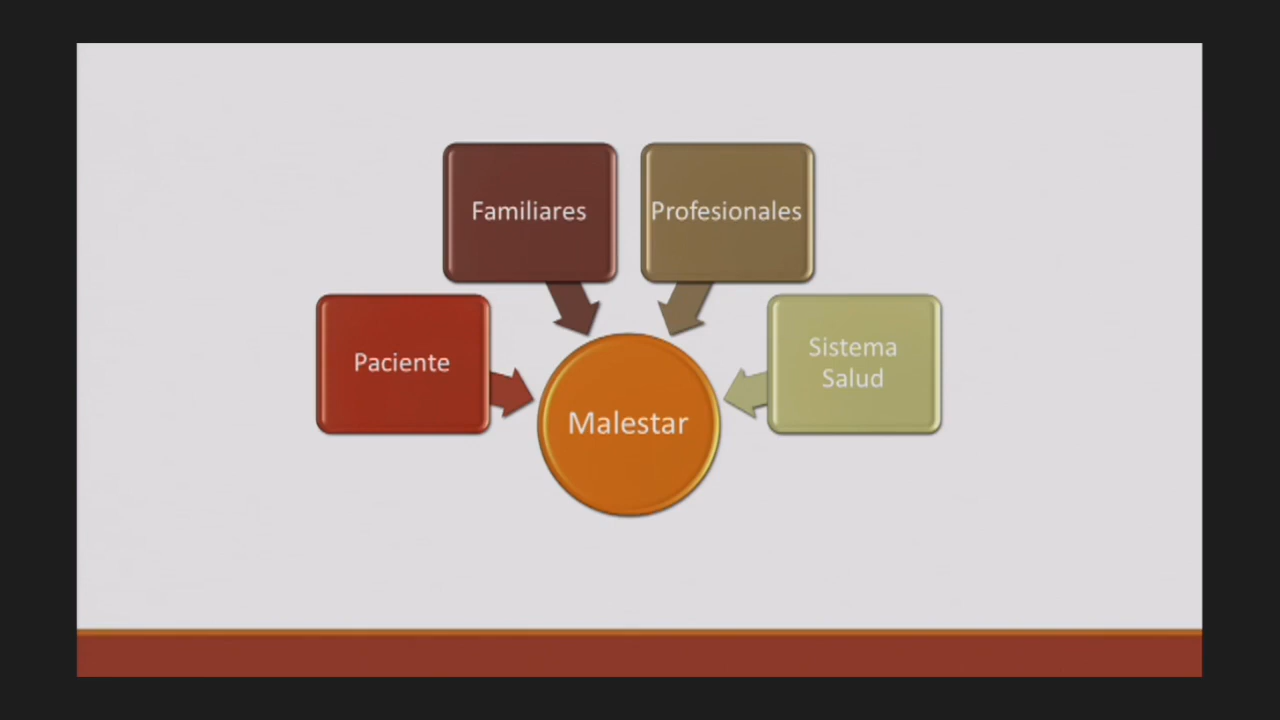 Familiares
Profesionales
Paciente
Sistema
Salud
Malestar